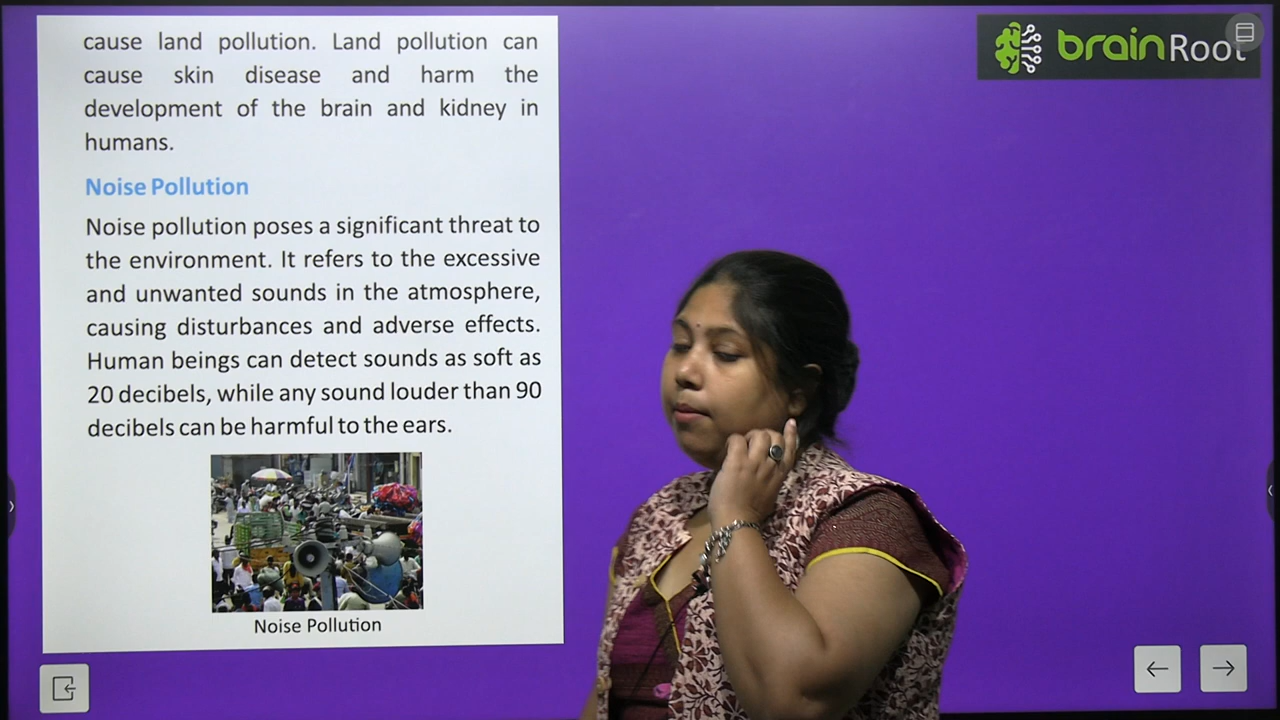 cause land pollution. Land pollution can
cause skin disease and harm the
development of the brain and kidney in
humans.
Noise Pollution
Noise pollution poses a significant threat to
the environment. It refers to the excessive
and unwanted sounds in the atmosphere,
causing disturbances and adverse effects.
Human beings can detect sounds as soft as
20 decibels, while any sound louder than 90
decibels can be harmful to the ears.
Noise Pollution
brainRoot